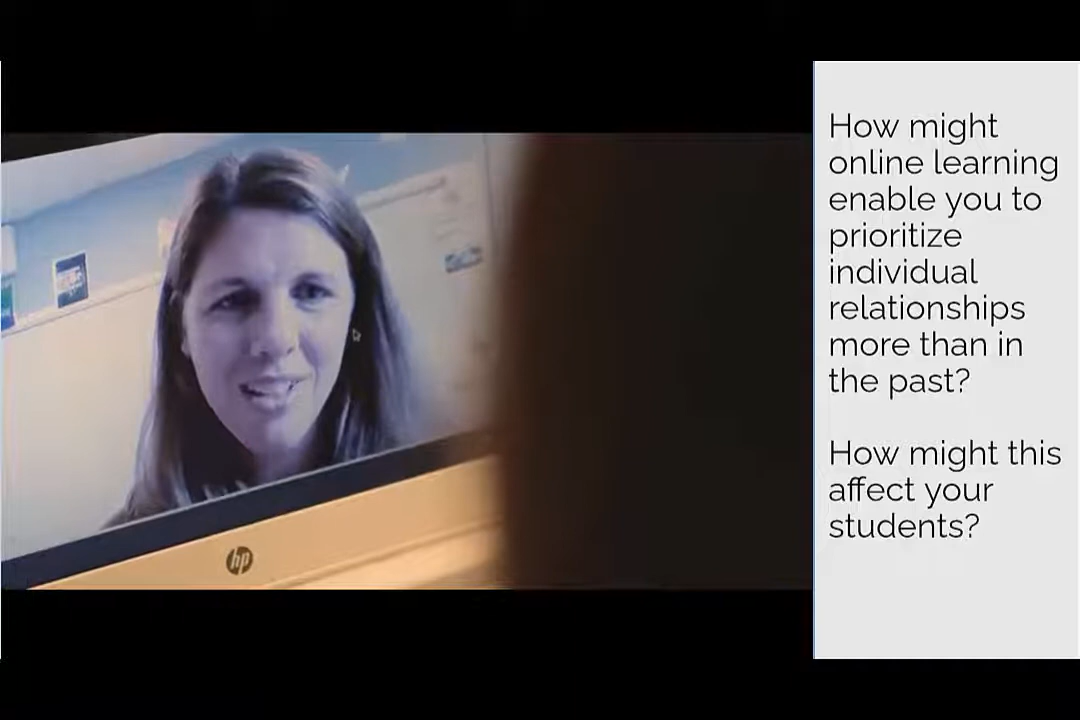 How might
online learning
enable you to
prioritize
individual
relationships
more than in
the past?
How might this
affect your
students?
hp